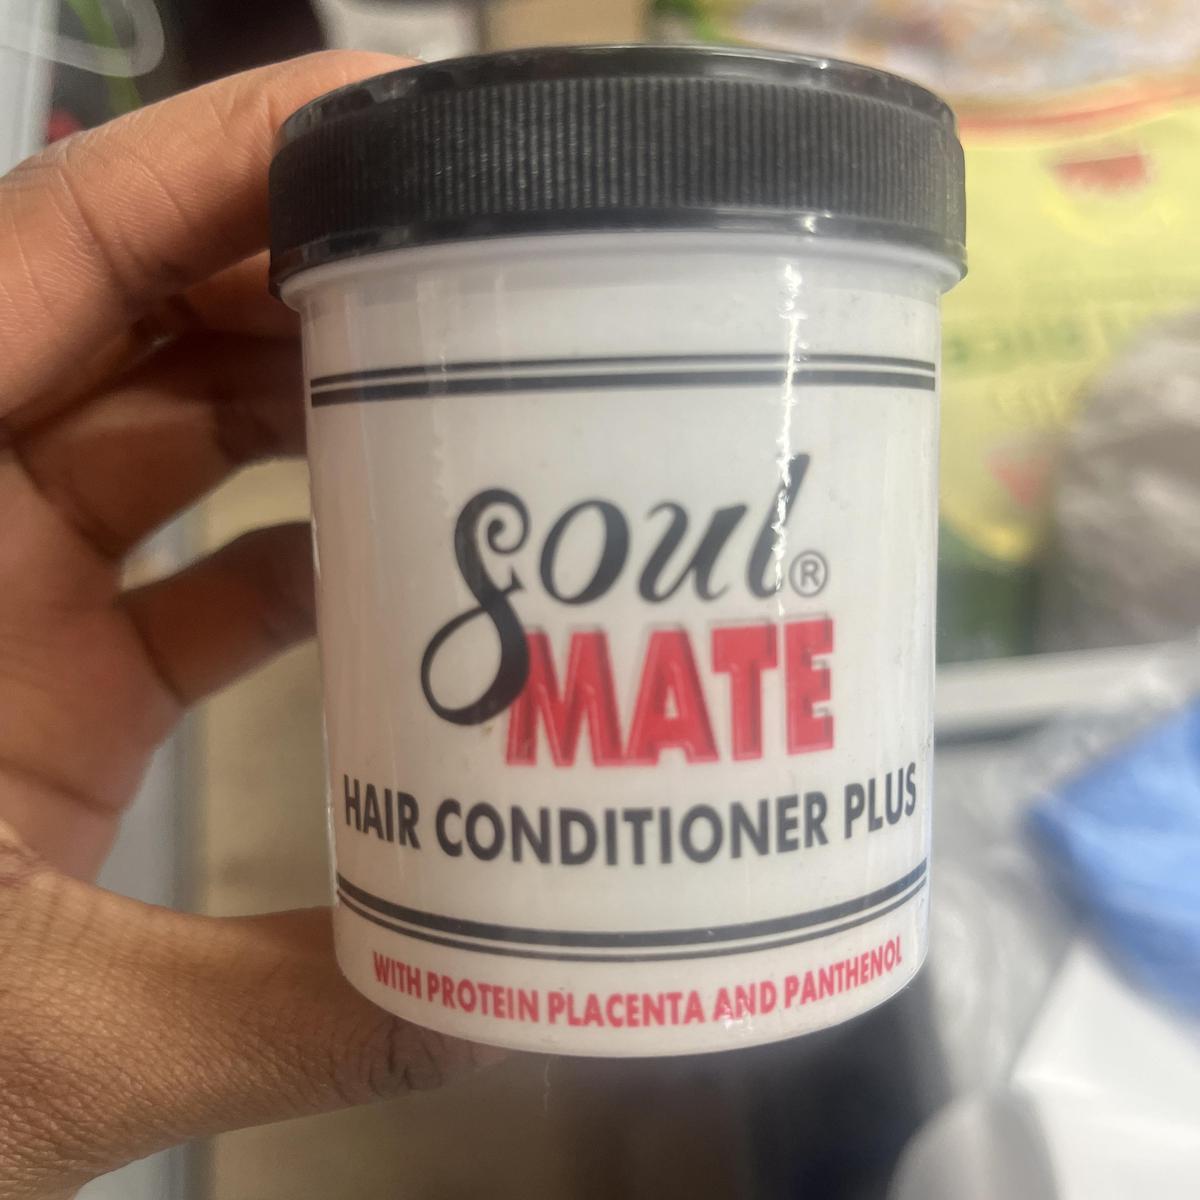 Soul®
MATE
HAIR CONDITIONER PLUS
WITH PROTEIN PLACENTA AND PANTHENOL